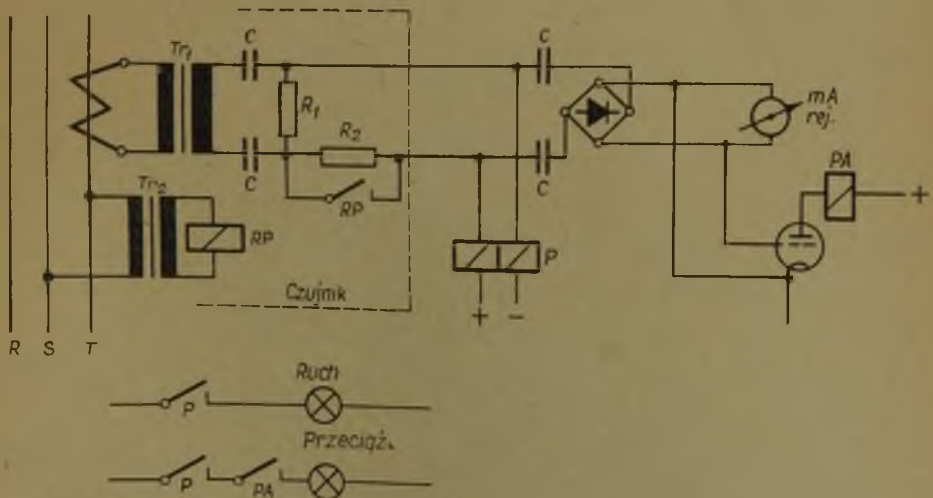 Tr₁
C
C
R₁
R₂
RP
C
Tr₂
RP
Czujnik
C
C
P
+ −
mA
rej.
PA
+
R S T
Ruch
P
Przeciąż.
P PA